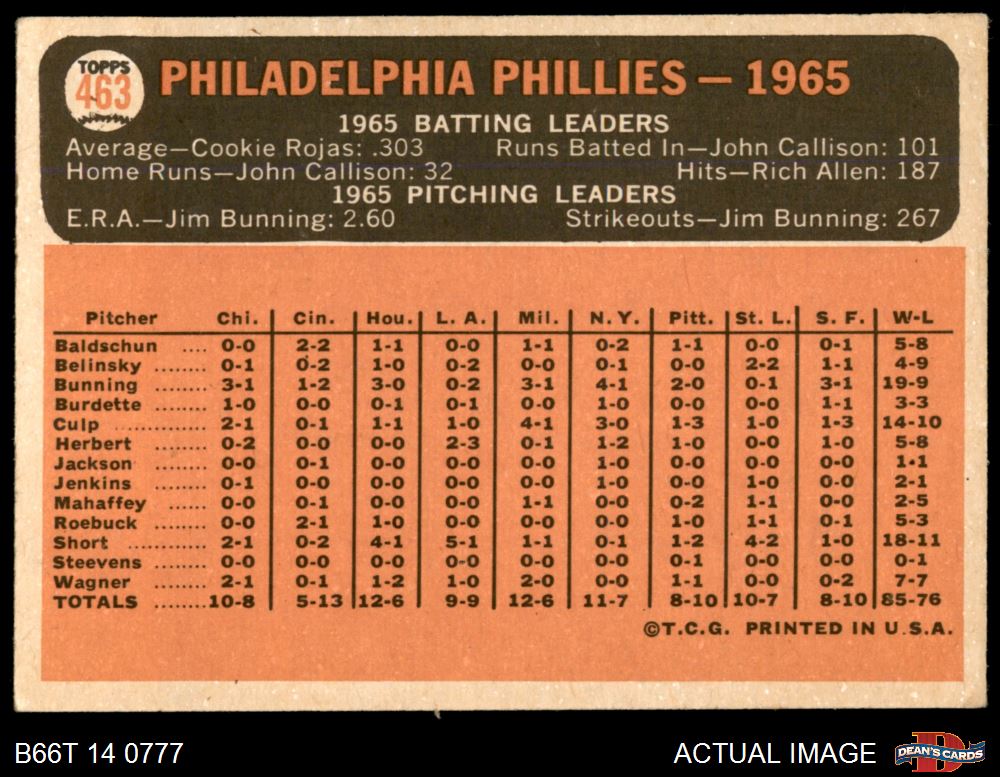 TOPPS
463
PHILADELPHIA PHILLIES — 1965
1965 BATTING LEADERS
Average—Cookie Rojas: .303 Runs Batted In—John Callison: 101
Home Runs—John Callison: 32 Hits—Rich Allen: 187
1965 PITCHING LEADERS
E.R.A.—Jim Bunning: 2.60 Strikeouts—Jim Bunning: 267
Pitcher Chi. Cin. Hou. L. A. Mil. N. Y. Pitt. St. L. S. F. W-L
Baldschun .... 0-0 2-2 1-1 0-0 1-1 0-2 1-1 0-0 0-1 5-8
Belinsky ........ 0-1 0-2 1-0 0-2 0-0 0-1 0-0 2-2 1-1 4-9
Bunning ........ 3-1 1-2 3-0 0-2 3-1 4-1 2-0 0-1 3-1 19-9
Burdette ........ 1-0 0-0 0-1 0-1 0-0 1-0 0-0 0-0 1-1 3-3
Culp ................ 2-1 0-1 1-1 1-0 4-1 3-0 1-3 1-0 1-3 14-10
Herbert ........ 0-2 0-0 0-0 2-3 0-1 1-2 1-0 0-0 1-0 5-8
Jackson ........ 0-0 0-1 0-0 0-0 0-0 1-0 0-0 0-0 0-0 1-1
Jenkins ........ 0-1 0-0 0-0 0-0 0-0 1-0 0-0 1-0 0-0 2-1
Mahaffey ........ 0-0 0-1 0-0 0-0 1-1 0-0 0-2 1-1 0-0 2-5
Roebuck ........ 0-0 2-1 1-0 0-0 0-0 0-0 1-0 1-1 0-1 5-3
Short ............ 2-1 0-2 4-1 5-1 1-1 0-1 1-2 4-2 1-0 18-11
Steevens ........ 0-0 0-0 0-0 0-0 0-0 0-0 0-1 0-0 0-0 0-1
Wagner ........ 2-1 0-1 1-2 1-0 2-0 0-0 1-1 0-0 0-2 7-7
TOTALS ........ 10-8 5-13 12-6 9-9 12-6 11-7 8-10 10-7 8-10 85-76
©T.C.G. PRINTED IN U.S.A.
B66T 14 0777 ACTUAL IMAGE DEAN'S CARDS